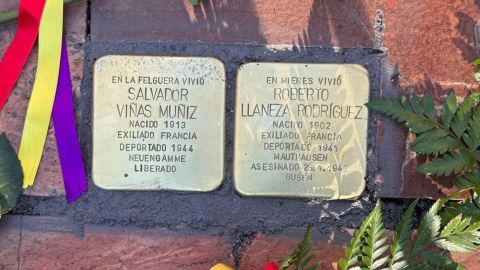 EN LA FELGUERA VIVIÓ
SALVADOR
VIÑAS MUÑIZ
NACIDO 1913
EXILIADO FRANCIA
DEPORTADO 1944
NEUENGAMME
LIBERADO
EN MIERES VIVIÓ
ROBERTO
LLANEZA RODRÍGUEZ
NACIDO 1902
EXILIADO FRANCIA
DEPORTADO 1941
MAUTHAUSEN
ASESINADO 1942
GUSEN